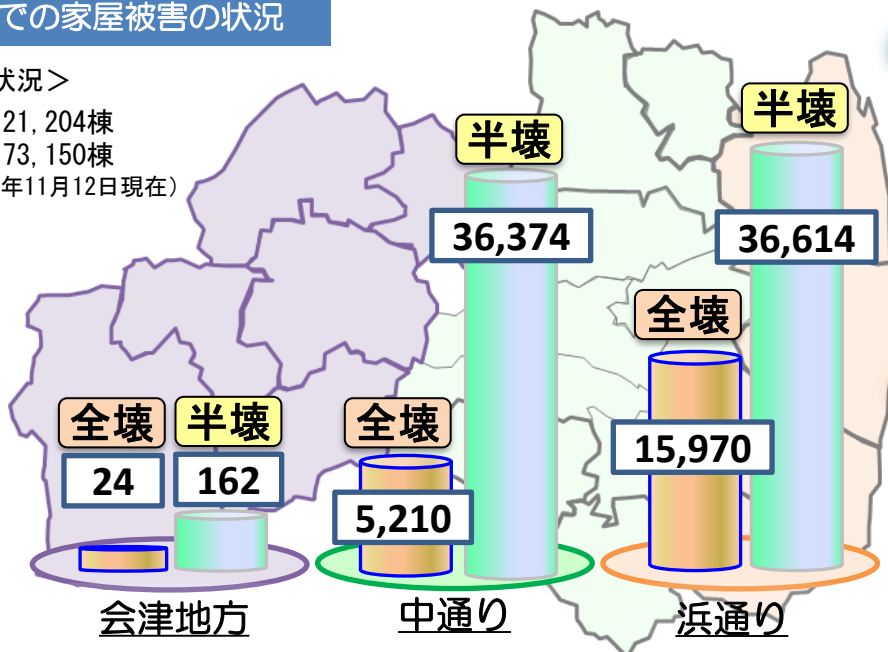 での家屋被害の状況
状況＞
21,204棟
73,150棟
年11月12日現在）
半壊
36,374
半壊
36,614
全壊
15,970
全壊
24
半壊
162
全壊
5,210
会津地方
中通り
浜通り